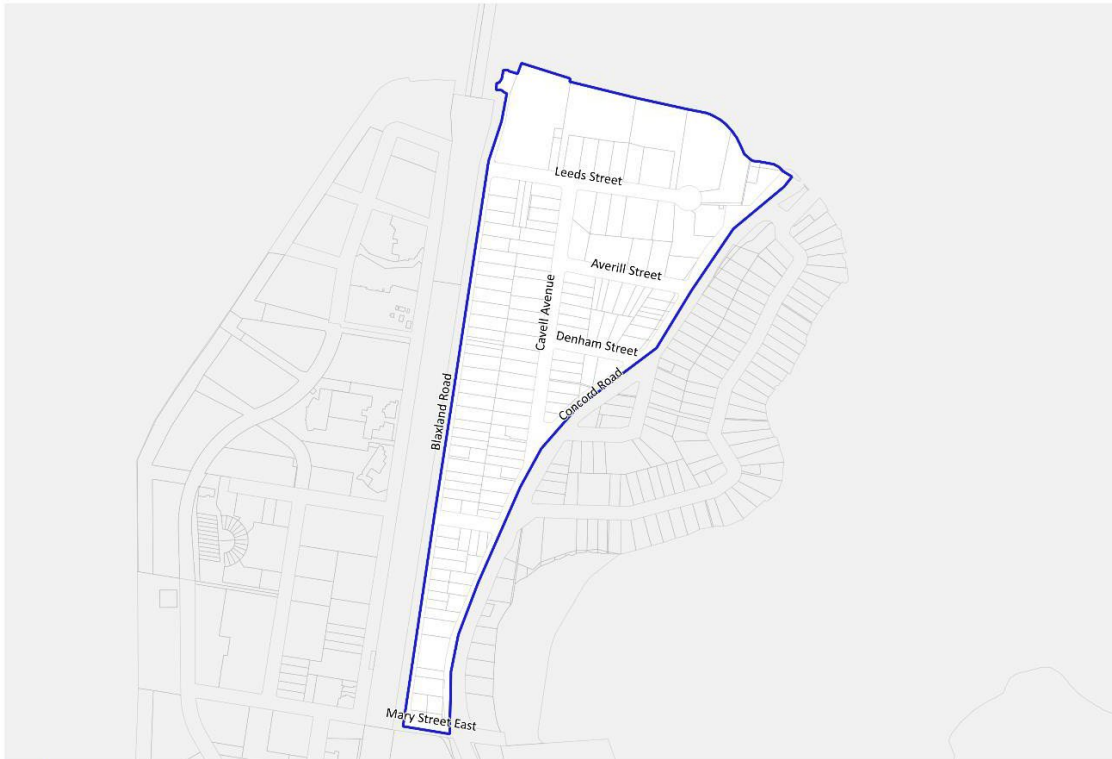 Leeds Street
Averill Street
Cavell Avenue
Denham Street
Concord Road
Blaxland Road
Mary Street East